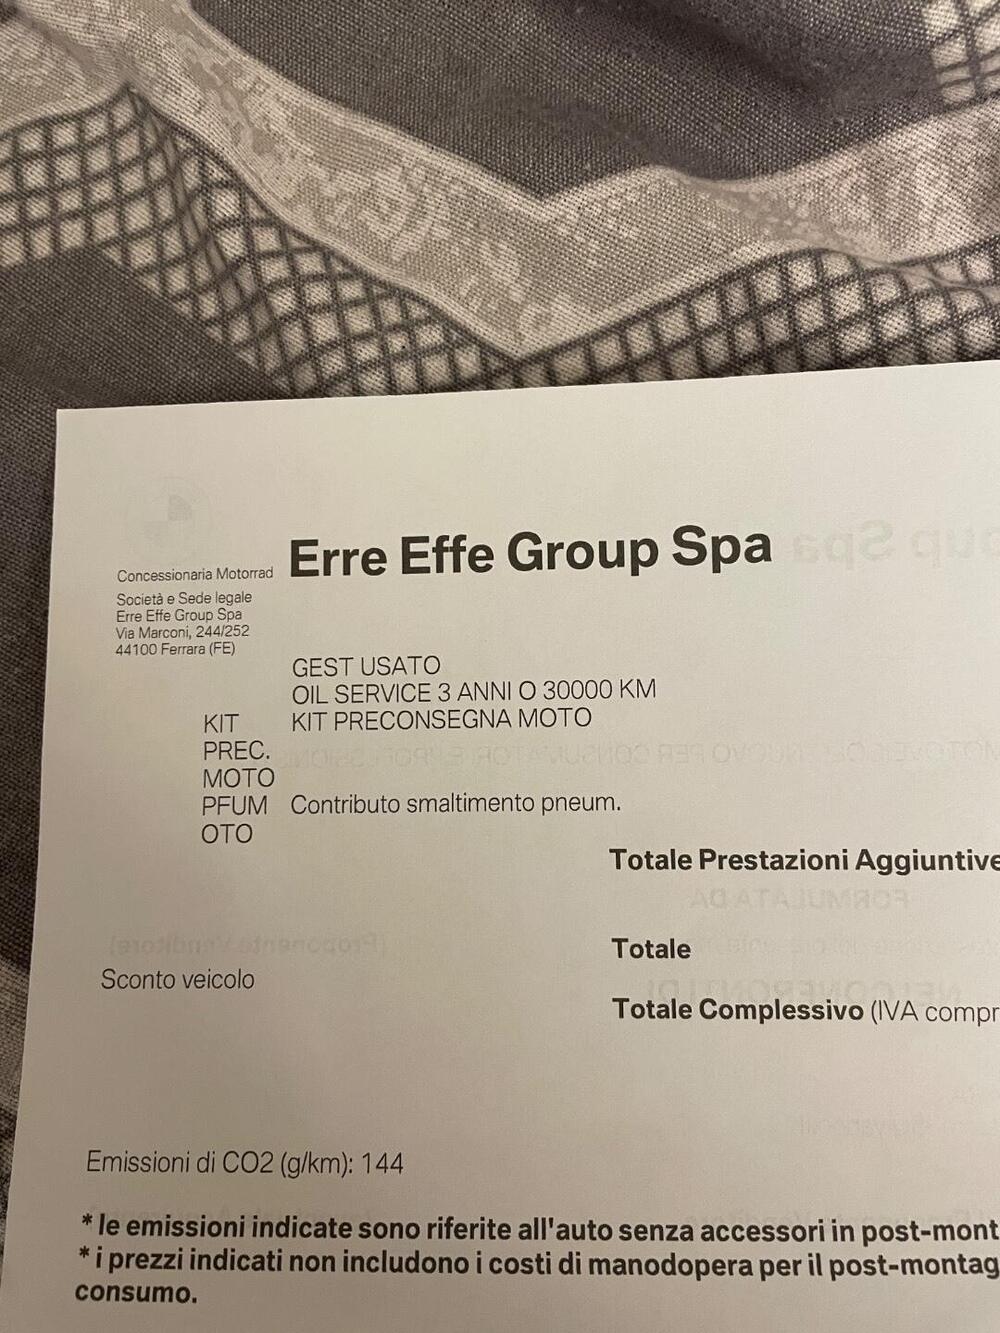 Erre Effe Group Spa
Concessionaria Motorrad
Società e Sede legale
Erre Effe Group Spa
Via Marconi, 244/252
44100 Ferrara (FE)
GEST USATO
OIL SERVICE 3 ANNI O 30000 KM
KIT PREC. MOTO KIT PRECONSEGNA MOTO
PFUM OTO Contributo smaltimento pneum.
Totale Prestazioni Aggiuntive
Totale
Sconto veicolo
Totale Complessivo (IVA compr
Emissioni di CO2 (g/km): 144
* le emissioni indicate sono riferite all'auto senza accessori in post-mont
* i prezzi indicati non includono i costi di manodopera per il post-montag
consumo.